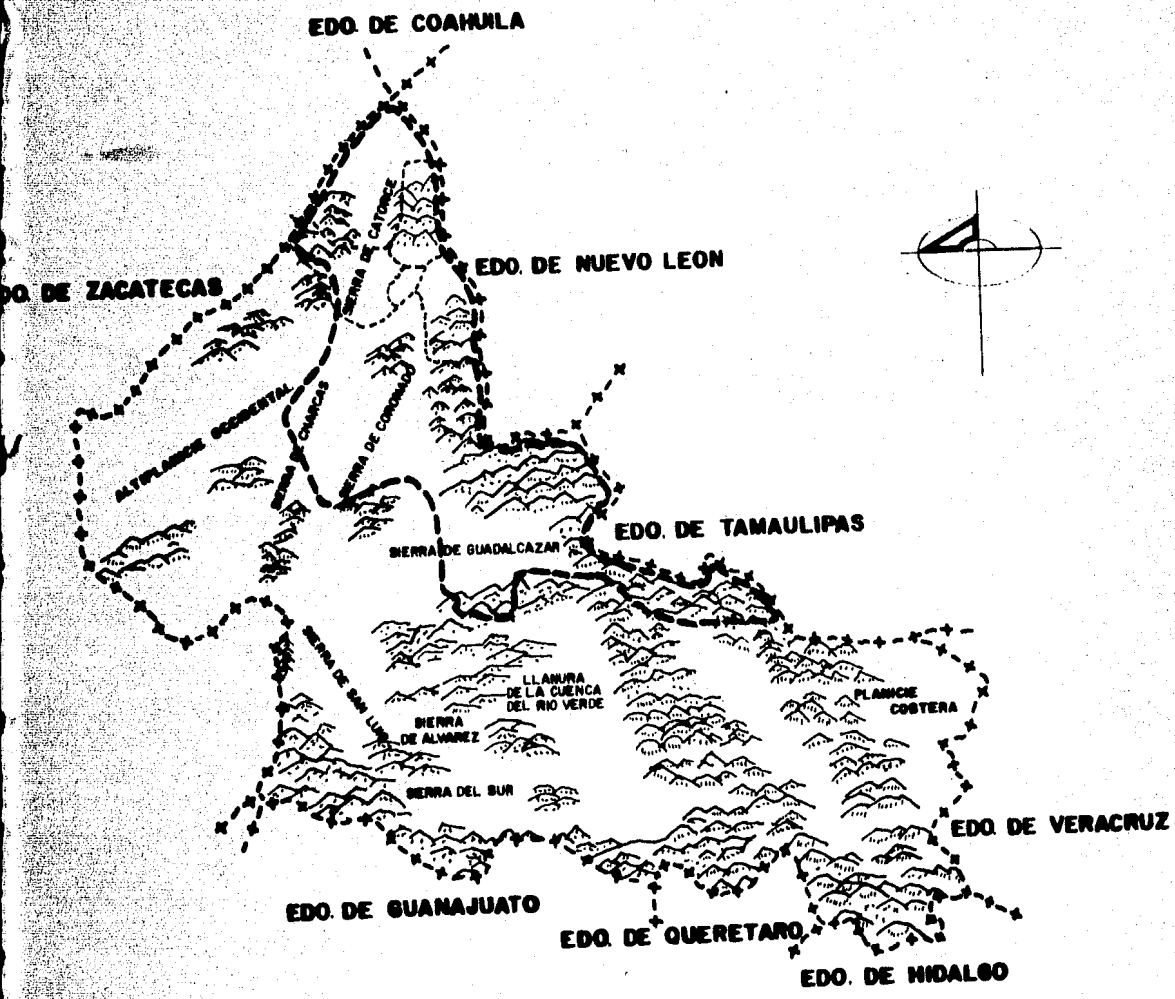 EDO. DE COAHUILA
EDO. DE NUEVO LEON
DO. DE ZACATECAS
SIERRA DE CATORCE
ALTIPLANICIE OCCIDENTAL
SIERRA DE CHARCAS
SIERRA DE CORONADO
EDO. DE TAMAULIPAS
SIERRA DE GUADALCAZAR
SIERRA DE SAN LUIS
LLANURA
DE LA CUENCA
DEL RIO VERDE
PLANICIE
COSTERA
SIERRA
DE ALVAREZ
SIERRA DEL SUR
EDO. DE VERACRUZ
EDO. DE GUANAJUATO
EDO. DE QUERETARO
EDO. DE HIDALGO